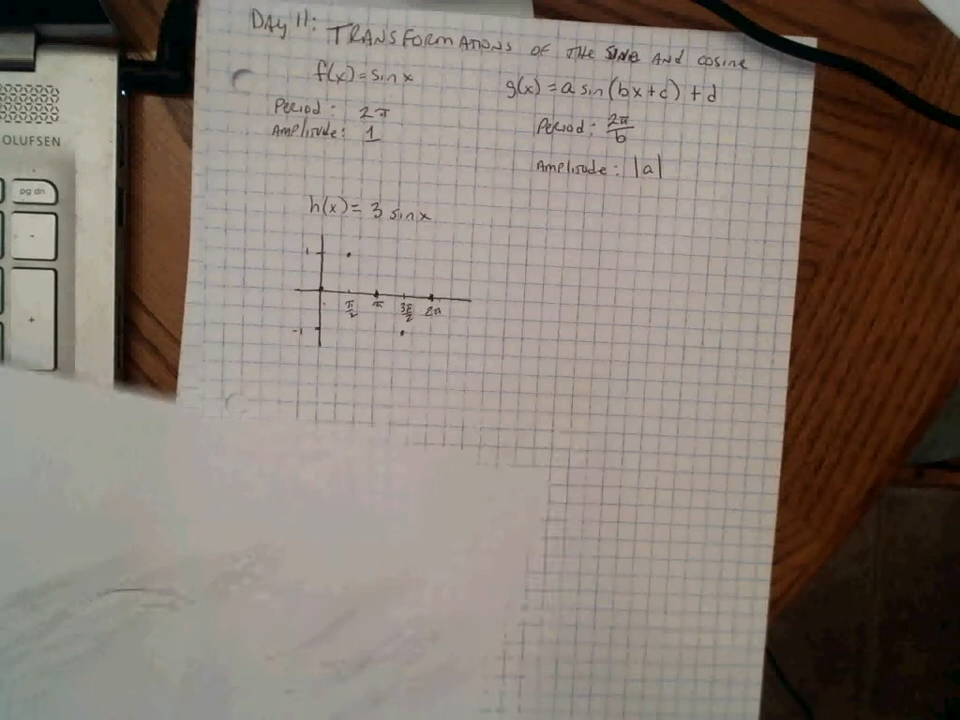 DAy 11: TRANSFORMATIONS OF THE SINE AND COSINE
f(x) = sin x
Period: 2π
Amplitude: 1
g(x) = a sin(bx+c) + d
Period: 2π/b
Amplitude: |a|
h(x) = 3 sin x
1
π/2 π 3π/2 2π
-1
OLUFSEN
pg dn
-
+